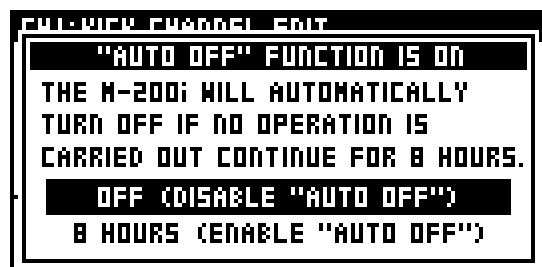 CH1:KICK CHANNEL EDIT
"AUTO OFF" FUNCTION IS ON
THE M-200i WILL AUTOMATICALLY
TURN OFF IF NO OPERATION IS
CARRIED OUT CONTINUE FOR 8 HOURS.
OFF (DISABLE "AUTO OFF")
8 HOURS (ENABLE "AUTO OFF")